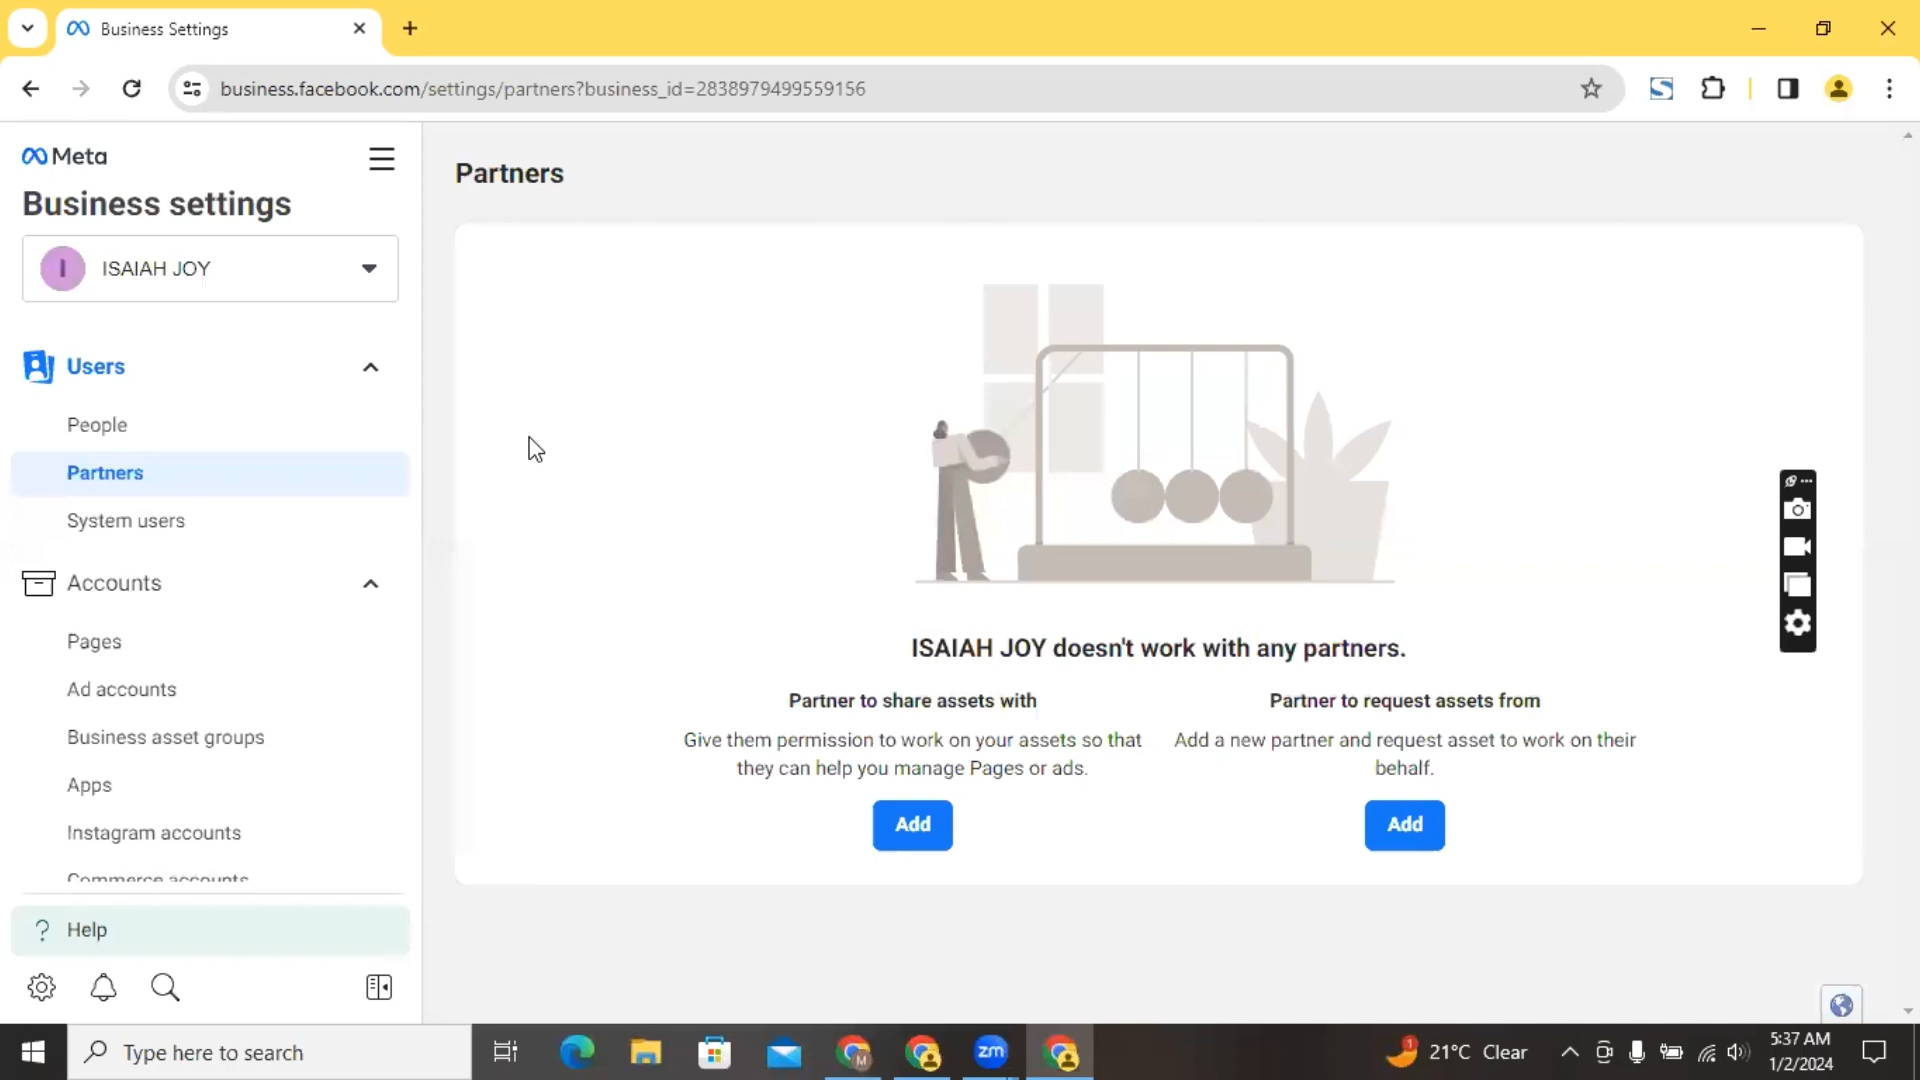 Business Settings
business.facebook.com/settings/partners?business_id=2838979499559156
Meta
Business settings
I
ISAIAH JOY
Users
People
Partners
System users
Accounts
Pages
Ad accounts
Business asset groups
Apps
Instagram accounts
Commerce accounts
? Help
Partners
ISAIAH JOY doesn't work with any partners.
Partner to share assets with
Give them permission to work on your assets so that
they can help you manage Pages or ads.
Add
Partner to request assets from
Add a new partner and request asset to work on their
behalf.
Add
Type here to search
M
zm
1
21°C Clear
5:37 AM
1/2/2024